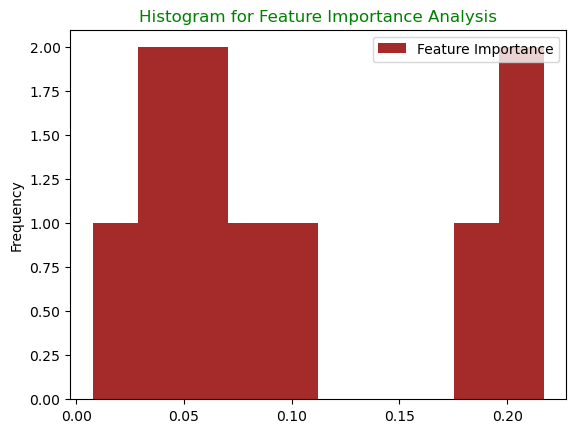 Histogram for Feature Importance Analysis
Feature Importance
Frequency
2.00
1.75
1.50
1.25
1.00
0.75
0.50
0.25
0.00
0.00 0.05 0.10 0.15 0.20